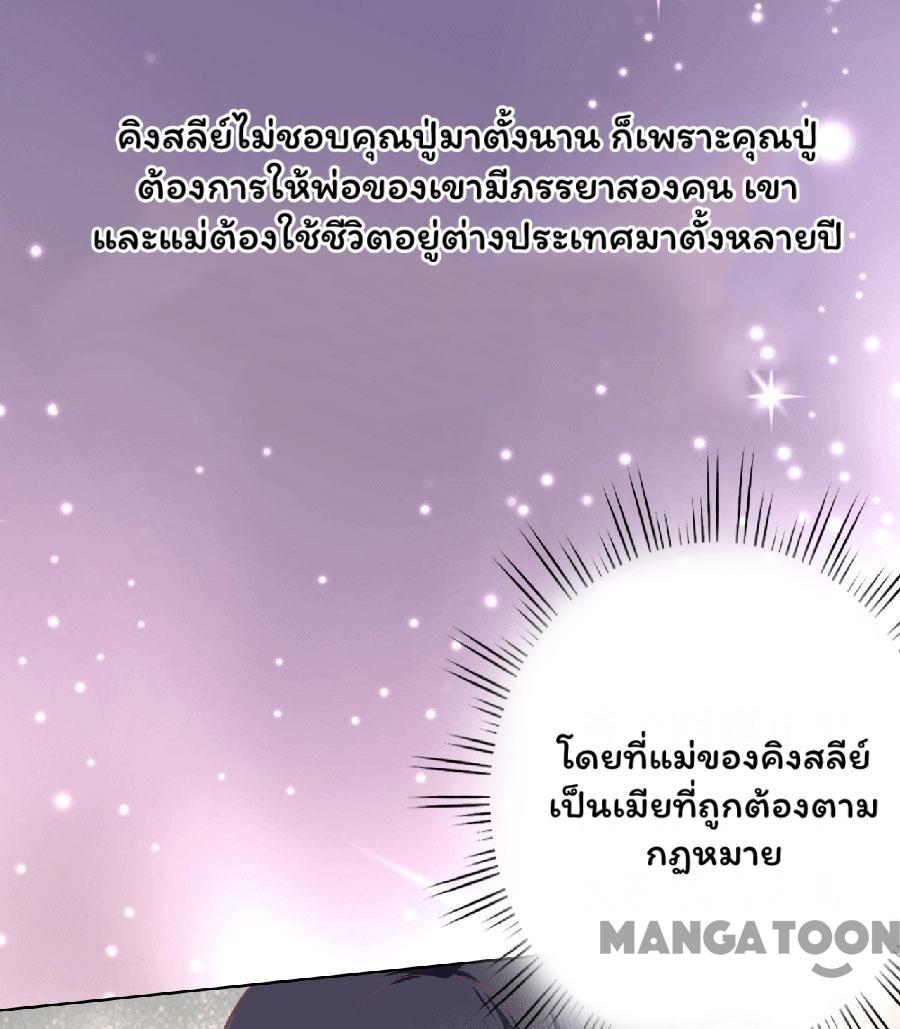 คิงสลีย์ไม่ชอบคุณปู่มาตั้งนาน ก็เพราะคุณปู่
ต้องการให้พ่อของเขามีภรรยาสองคน เขา
และแม่ต้องใช้ชีวิตอยู่ต่างประเทศมาตั้งหลายปี
โดยที่แม่ของคิงสลีย์
เป็นเมียที่ถูกต้องตาม
กฎหมาย
MANGATOON